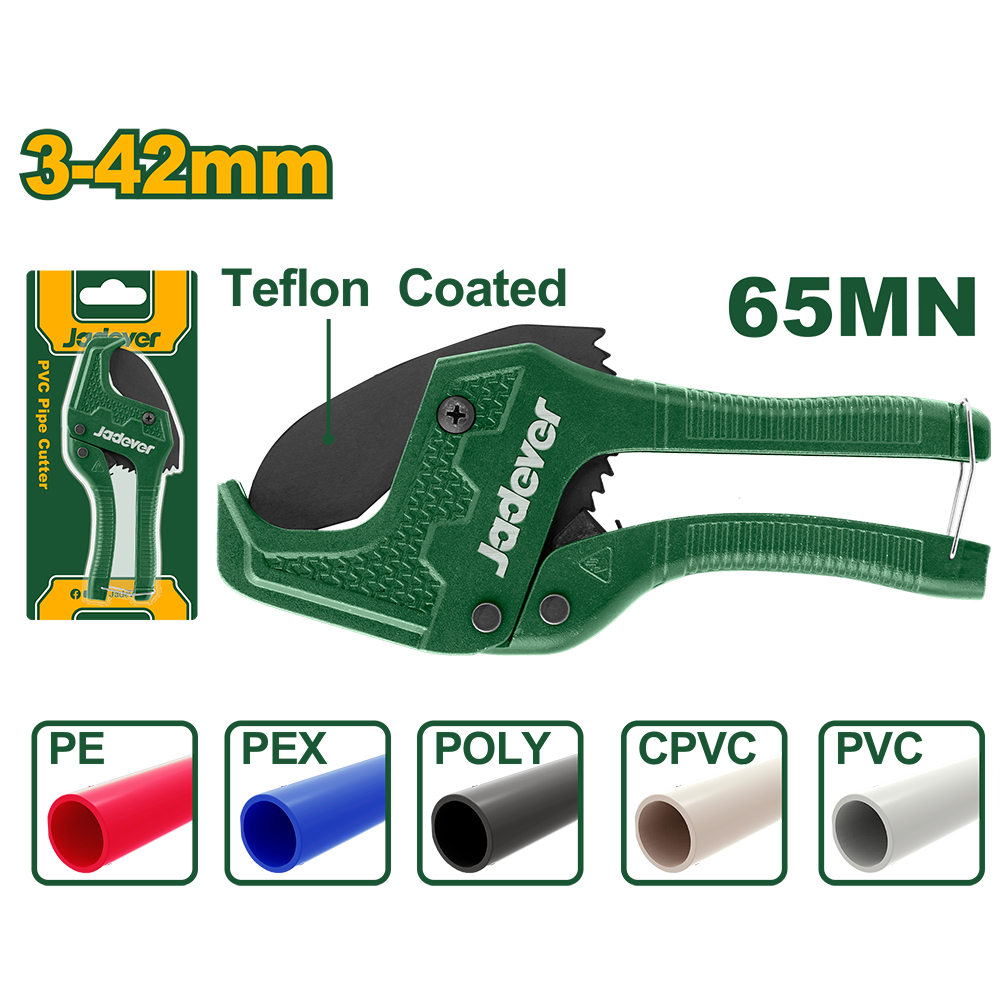 3-42mm
Teflon Coated
65MN
Jadever
PVC Pipe Cutter
Jadever
Jadever
PE
PEX
POLY
CPVC
PVC